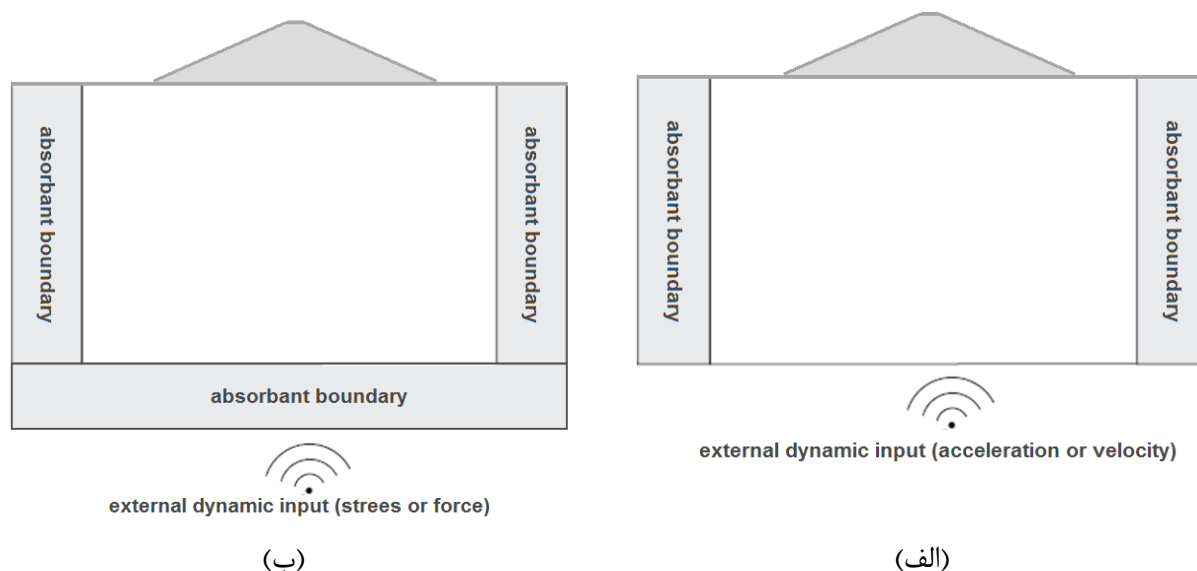 absorbant boundary
absorbant boundary
absorbant boundary
external dynamic input (strees or force)
(ب)
absorbant boundary
absorbant boundary
external dynamic input (acceleration or velocity)
(الف)